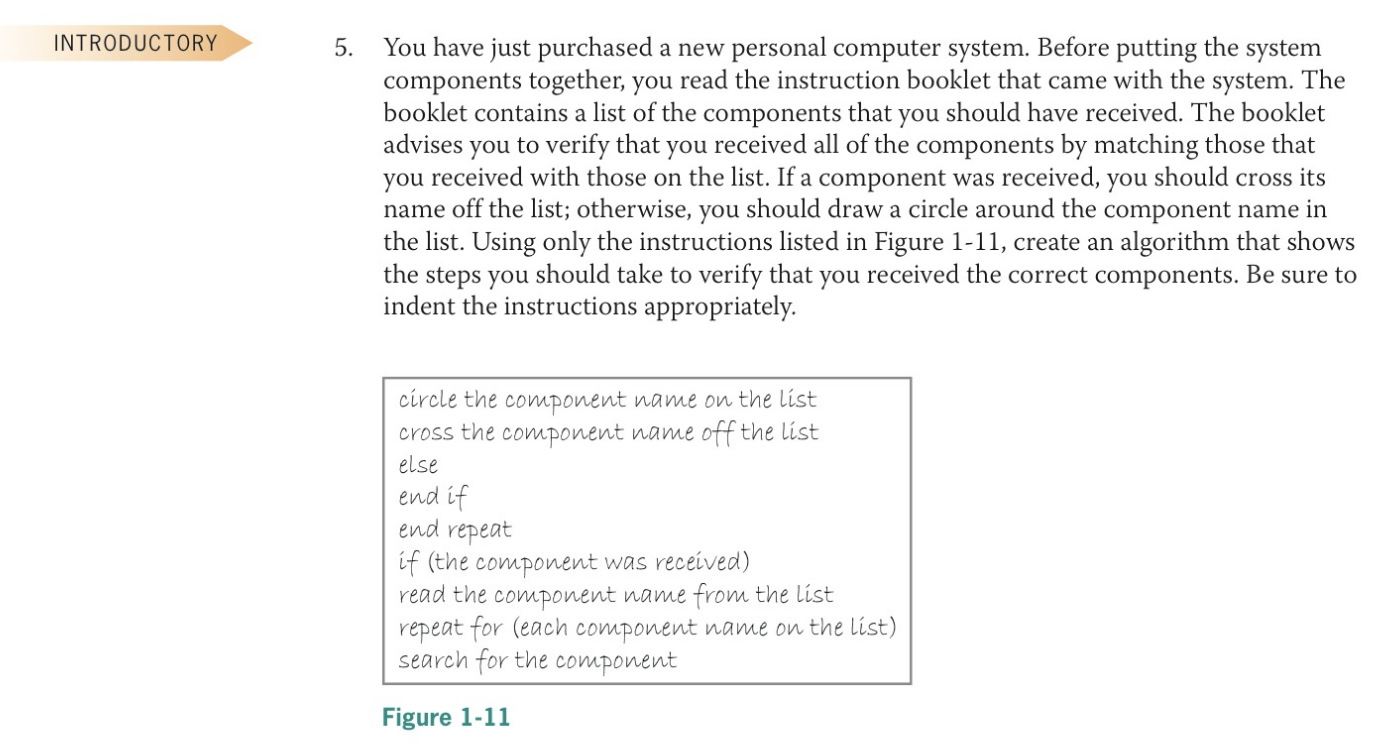 INTRODUCTORY
5. You have just purchased a new personal computer system. Before putting the system
components together, you read the instruction booklet that came with the system. The
booklet contains a list of the components that you should have received. The booklet
advises you to verify that you received all of the components by matching those that
you received with those on the list. If a component was received, you should cross its
name off the list; otherwise, you should draw a circle around the component name in
the list. Using only the instructions listed in Figure 1-11, create an algorithm that shows
the steps you should take to verify that you received the correct components. Be sure to
indent the instructions appropriately.
circle the component name on the list
cross the component name off the list
else
end if
end repeat
if (the component was received)
read the component name from the list
repeat for (each component name on the list)
search for the component
Figure 1-11